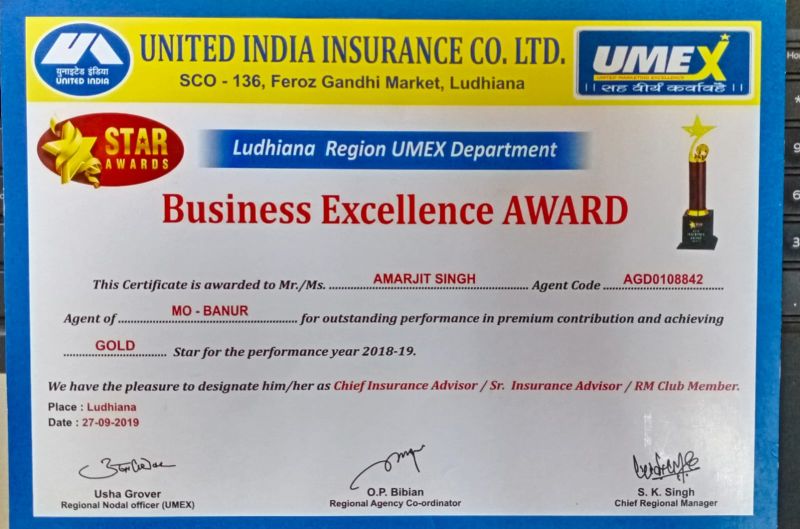 युनाइटेड इंडिया
UNITED INDIA
UNITED INDIA INSURANCE CO. LTD.
SCO - 136, Feroz Gandhi Market, Ludhiana
UMEX
UNITED MARKETING EXCELLENCE
।। सह वीर्यं करवावहै ।।
STAR
AWARDS
Ludhiana Region UMEX Department
Business Excellence AWARD
This Certificate is awarded to Mr./Ms. AMARJIT SINGH Agent Code AGD0108842
Agent of MO - BANUR for outstanding performance in premium contribution and achieving
GOLD Star for the performance year 2018-19.
We have the pleasure to designate him/her as Chief Insurance Advisor / Sr. Insurance Advisor / RM Club Member.
Place : Ludhiana
Date : 27-09-2019
Usha Grover
Regional Nodal officer (UMEX)
O.P. Bibian
Regional Agency Co-ordinator
S. K. Singh
Chief Regional Manager